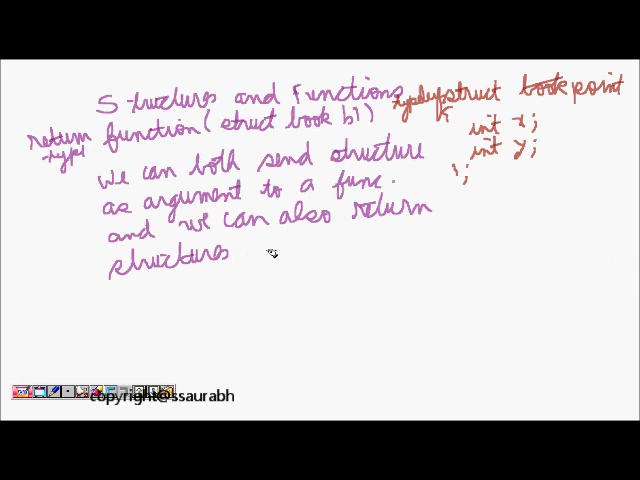 Structures and Functions
return function( struct book b1)
-type
we can both send structure
as argument to a func.
and we can also return
structures
typedef struct book point
{
int x;
int y;
};
copyright@ssaurabh